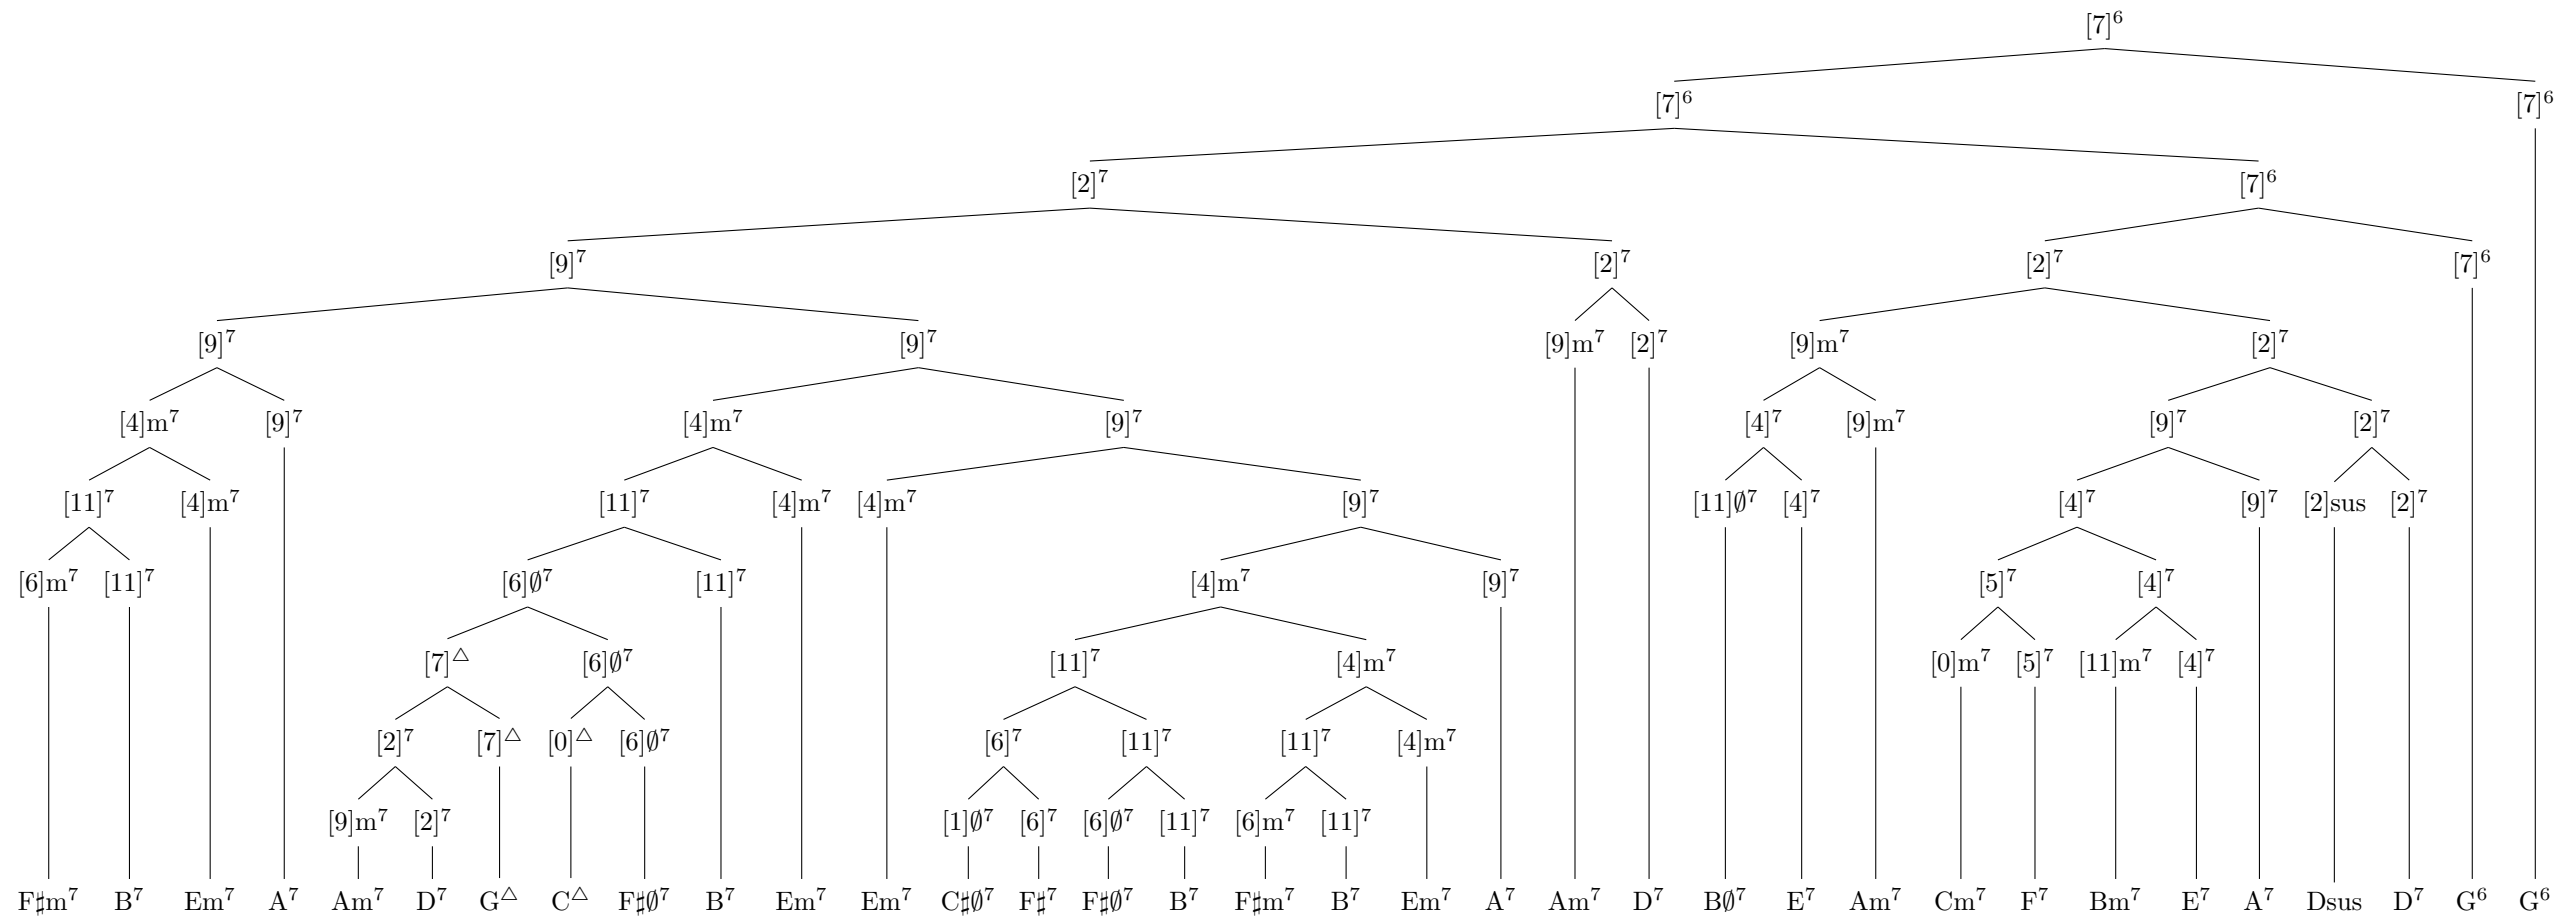 [7]⁶
[7]⁶ [7]⁶
[2]⁷ [7]⁶
[9]⁷ [2]⁷ [2]⁷ [7]⁶
[9]⁷ [9]⁷ [9]m⁷ [2]⁷ [9]m⁷ [2]⁷
[4]m⁷ [9]⁷ [4]m⁷ [9]⁷ [4]⁷ [9]m⁷ [9]⁷ [2]⁷
[11]⁷ [4]m⁷ [11]⁷ [4]m⁷ [4]m⁷ [9]⁷ [11]∅⁷ [4]⁷ [4]⁷ [9]⁷ [2]sus [2]⁷
[6]m⁷ [11]⁷ [6]∅⁷ [11]⁷ [4]m⁷ [9]⁷ [5]⁷ [4]⁷
[7]△ [6]∅⁷ [11]⁷ [4]m⁷ [0]m⁷ [5]⁷ [11]m⁷ [4]⁷
[2]⁷ [7]△ [0]△ [6]∅⁷ [6]⁷ [11]⁷ [11]⁷ [4]m⁷
[9]m⁷ [2]⁷ [1]∅⁷ [6]⁷ [6]∅⁷ [11]⁷ [6]m⁷ [11]⁷
F♯m⁷ B⁷ Em⁷ A⁷ Am⁷ D⁷ G△ C△ F♯∅⁷ B⁷ Em⁷ Em⁷ C♯∅⁷ F♯⁷ F♯∅⁷ B⁷ F♯m⁷ B⁷ Em⁷ A⁷ Am⁷ D⁷ B∅⁷ E⁷ Am⁷ Cm⁷ F⁷ Bm⁷ E⁷ A⁷ Dsus D⁷ G⁶ G⁶